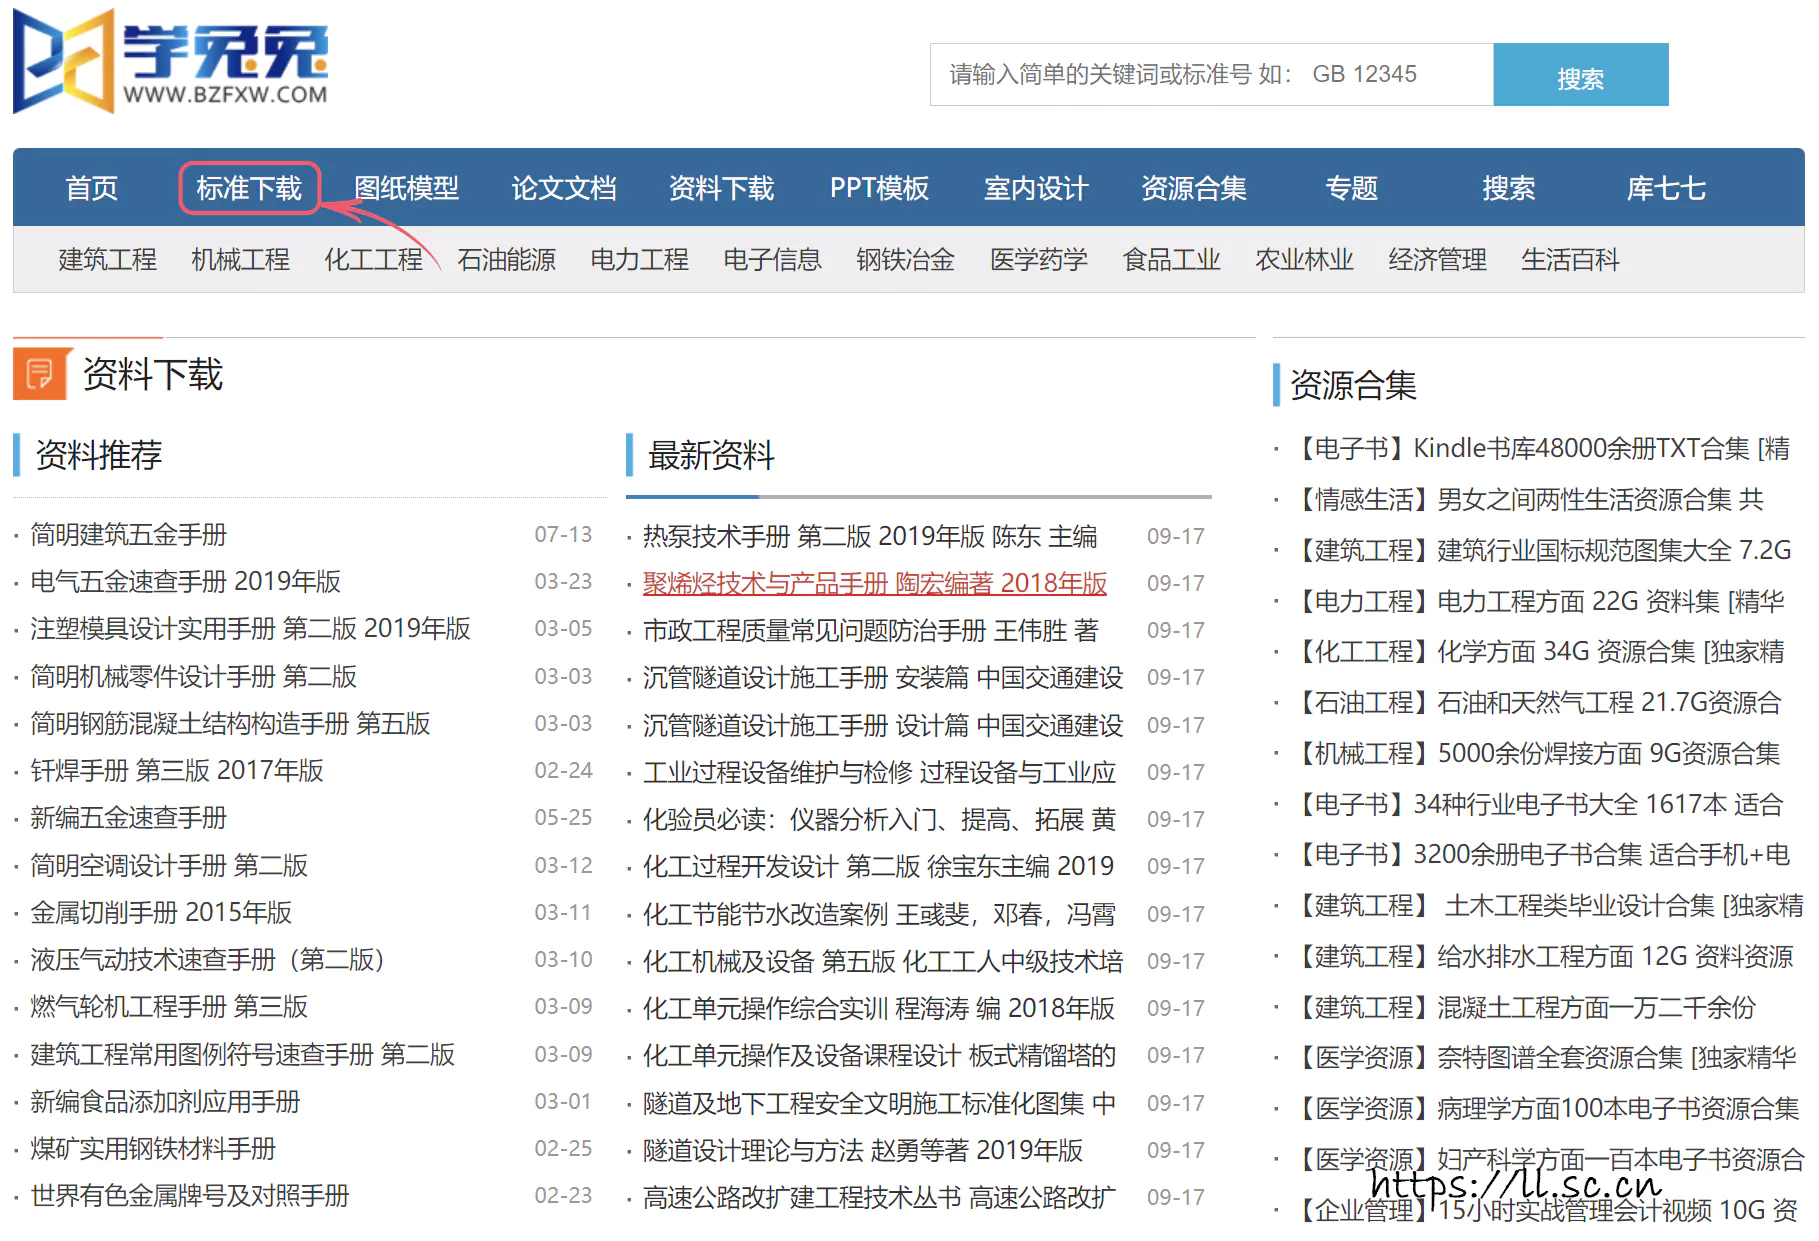 学兔兔
WWW.BZFXW.COM
请输入简单的关键词或标准号 如： GB 12345
搜索
首页 标准下载 图纸模型 论文文档 资料下载 PPT模板 室内设计 资源合集 专题 搜索 库七七
建筑工程 机械工程 化工工程 石油能源 电力工程 电子信息 钢铁冶金 医学药学 食品工业 农业林业 经济管理 生活百科
资料下载
资料推荐
· 简明建筑五金手册 07-13
· 电气五金速查手册 2019年版 03-23
· 注塑模具设计实用手册 第二版 2019年版 03-05
· 简明机械零件设计手册 第二版 03-03
· 简明钢筋混凝土结构构造手册 第五版 03-03
· 钎焊手册 第三版 2017年版 02-24
· 新编五金速查手册 05-25
· 简明空调设计手册 第二版 03-12
· 金属切削手册 2015年版 03-11
· 液压气动技术速查手册（第二版） 03-10
· 燃气轮机工程手册 第三版 03-09
· 建筑工程常用图例符号速查手册 第二版 03-09
· 新编食品添加剂应用手册 03-01
· 煤矿实用钢铁材料手册 02-25
· 世界有色金属牌号及对照手册 02-23
最新资料
· 热泵技术手册 第二版 2019年版 陈东 主编 09-17
· 聚烯烃技术与产品手册 陶宏编著 2018年版 09-17
· 市政工程质量常见问题防治手册 王伟胜 著 09-17
· 沉管隧道设计施工手册 安装篇 中国交通建设 09-17
· 沉管隧道设计施工手册 设计篇 中国交通建设 09-17
· 工业过程设备维护与检修 过程设备与工业应 09-17
· 化验员必读：仪器分析入门、提高、拓展 黄 09-17
· 化工过程开发设计 第二版 徐宝东主编 2019 09-17
· 化工节能节水改造案例 王彧斐，邓春，冯霄 09-17
· 化工机械及设备 第五版 化工工人中级技术培 09-17
· 化工单元操作综合实训 程海涛 编 2018年版 09-17
· 化工单元操作及设备课程设计 板式精馏塔的 09-17
· 隧道及地下工程安全文明施工标准化图集 中 09-17
· 隧道设计理论与方法 赵勇等著 2019年版 09-17
· 高速公路改扩建工程技术丛书 高速公路改扩 09-17
资源合集
· 【电子书】Kindle书库48000余册TXT合集 [精
· 【情感生活】男女之间两性生活资源合集 共
· 【建筑工程】建筑行业国标规范图集大全 7.2G
· 【电力工程】电力工程方面 22G 资料集 [精华
· 【化工工程】化学方面 34G 资源合集 [独家精
· 【石油工程】石油和天然气工程 21.7G资源合
· 【机械工程】5000余份焊接方面 9G资源合集
· 【电子书】34种行业电子书大全 1617本 适合
· 【电子书】3200余册电子书合集 适合手机+电
· 【建筑工程】 土木工程类毕业设计合集 [独家精
· 【建筑工程】给水排水工程方面 12G 资料资源
· 【建筑工程】混凝土工程方面一万二千余份
· 【医学资源】奈特图谱全套资源合集 [独家精华
· 【医学资源】病理学方面100本电子书资源合集
· 【医学资源】妇产科学方面一百本电子书资源合
· 【企业管理】15小时实战管理会计视频 10G 资
https://ll.sc.cn